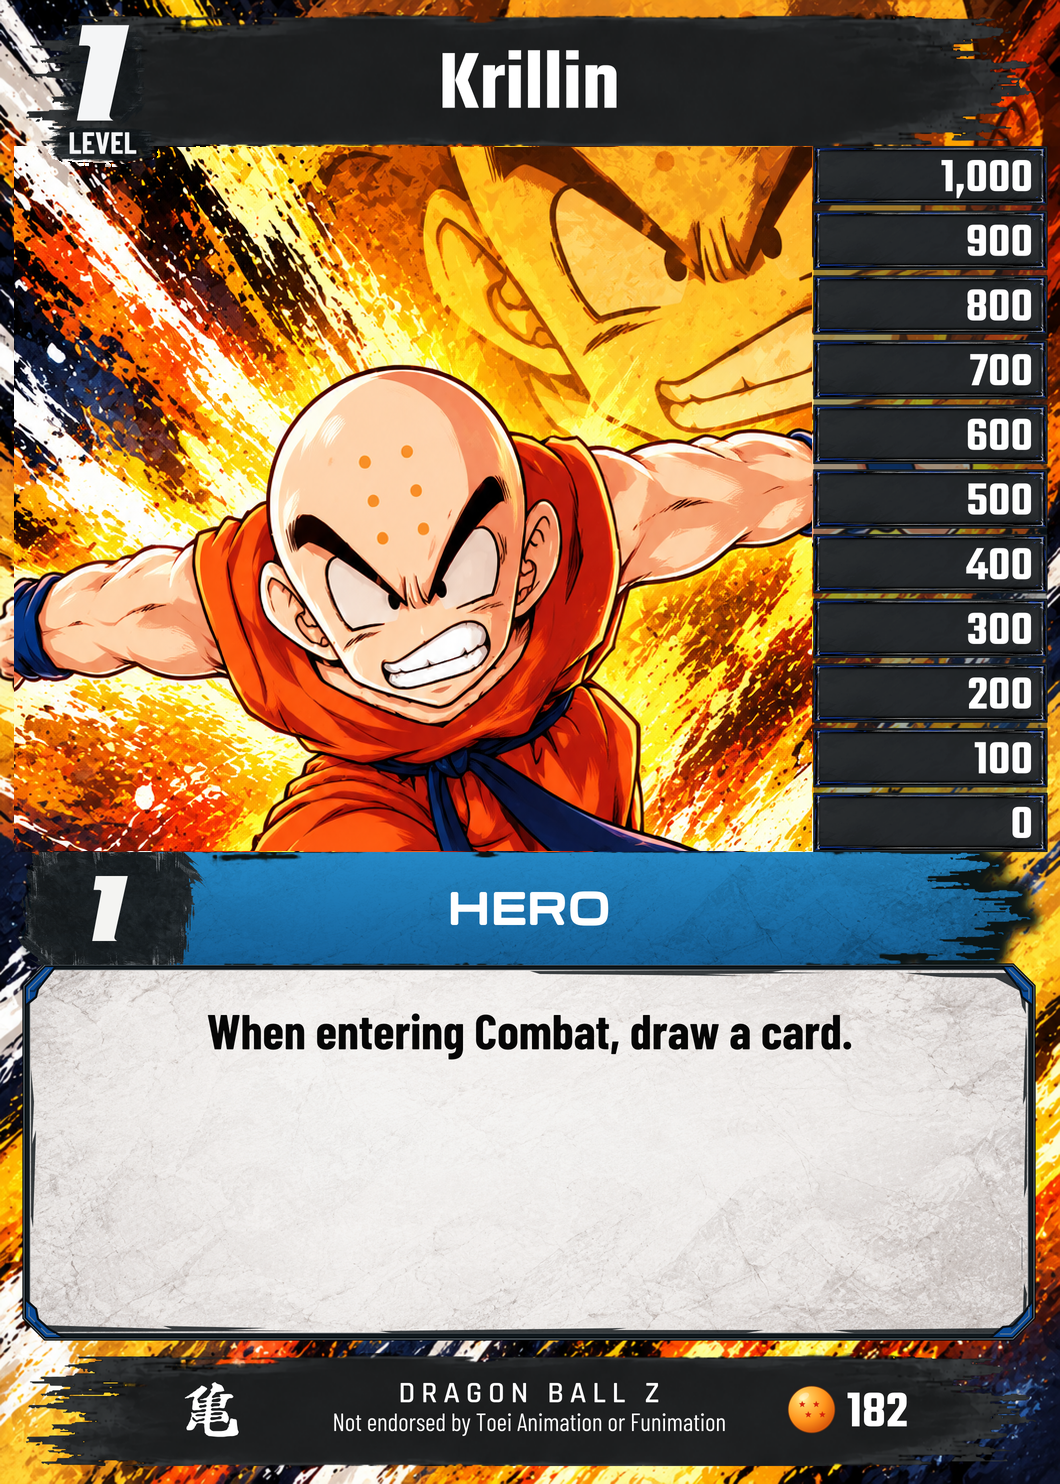 1
LEVEL
Krillin
1,000
900
800
700
600
500
400
300
200
100
0
1
HERO
When entering Combat, draw a card.
亀
DRAGON BALL Z
Not endorsed by Toei Animation or Funimation
182